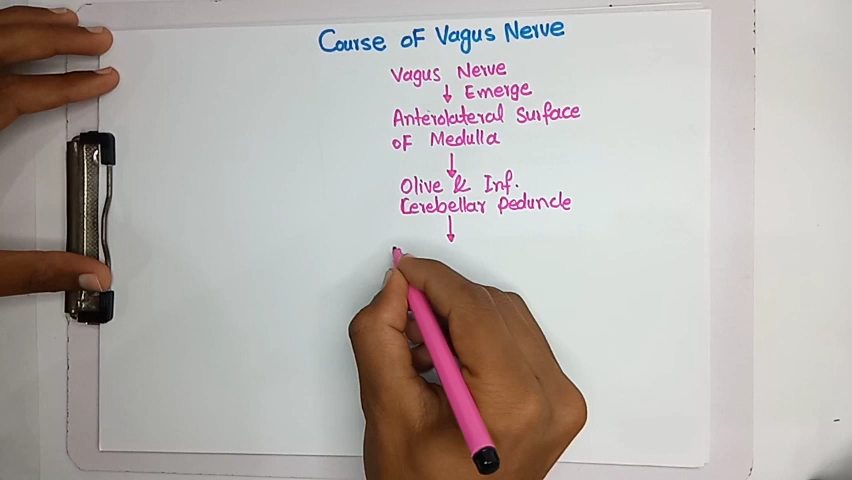 Course of Vagus Nerve
Vagus Nerve
↓ Emerge
Anterolateral Surface
of Medulla
↓
Olive & Inf.
Cerebellar Peduncle
↓